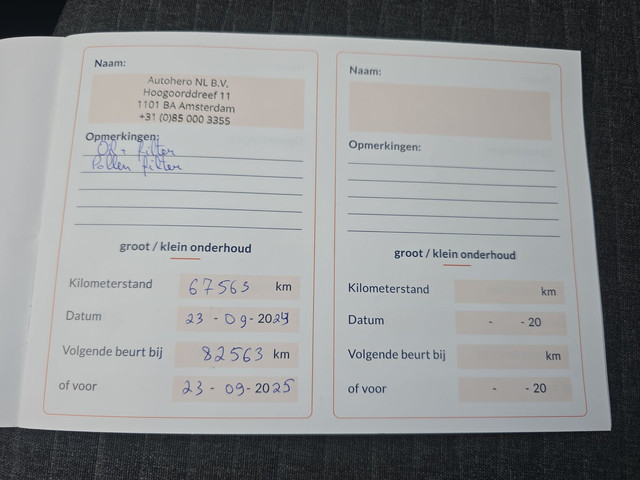 Naam:
Autohero NL B.V.
Hoogoorddreef 11
1101 BA Amsterdam
+31 (0)85 000 3355
Opmerkingen:
filter
Pollen filter
groot / klein onderhoud
Kilometerstand 67563 km
Datum 23 - 09 - 2024
Volgende beurt bij 82563 km
of voor 23 - 09 - 2025
Naam:
Opmerkingen:
groot / klein onderhoud
Kilometerstand km
Datum - - 20
Volgende beurt bij km
of voor - - 20